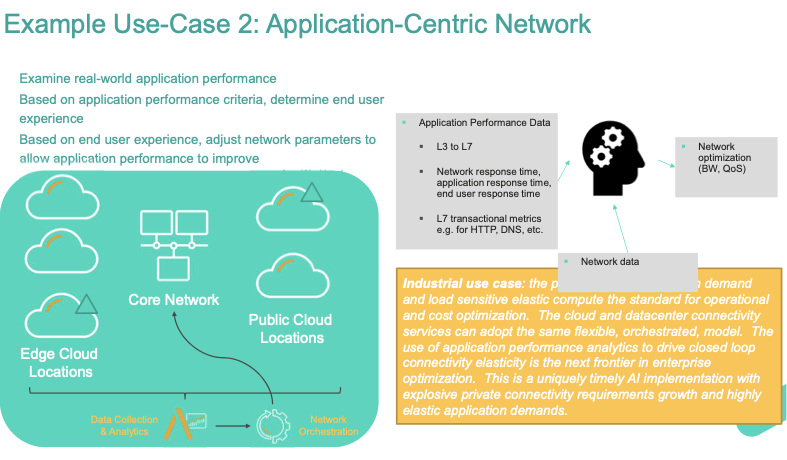 Example Use-Case 2: Application-Centric Network
Examine real-world application performance
Based on application performance criteria, determine end user
experience
Based on end user experience, adjust network parameters to
allow application performance to improve
Edge Cloud
Locations
Core Network
Public Cloud
Locations
Data Collection
& Analytics
Network
Orchestration
Application Performance Data
L3 to L7
Network response time,
application response time,
end user response time
L7 transactional metrics
e.g. for HTTP, DNS, etc.
Network
optimization
(BW, QoS)
Network data
Industrial use case: the demand
and load sensitive elastic compute the standard for operational
and cost optimization. The cloud and datacenter connectivity
services can adopt the same flexible, orchestrated, model. The
use of application performance analytics to drive closed loop
connectivity elasticity is the next frontier in enterprise
optimization. This is a uniquely timely AI implementation with
explosive private connectivity requirements growth and highly
elastic application demands.